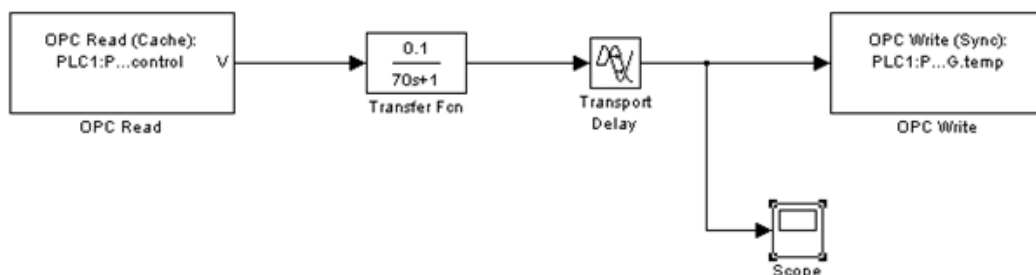 OPC Read (Cache):
PLC1:P...control
V
OPC Read
0.1
70s+1
Transfer Fcn
Transport
Delay
OPC Write (Sync):
PLC1:P...G.temp
OPC Write
Scope